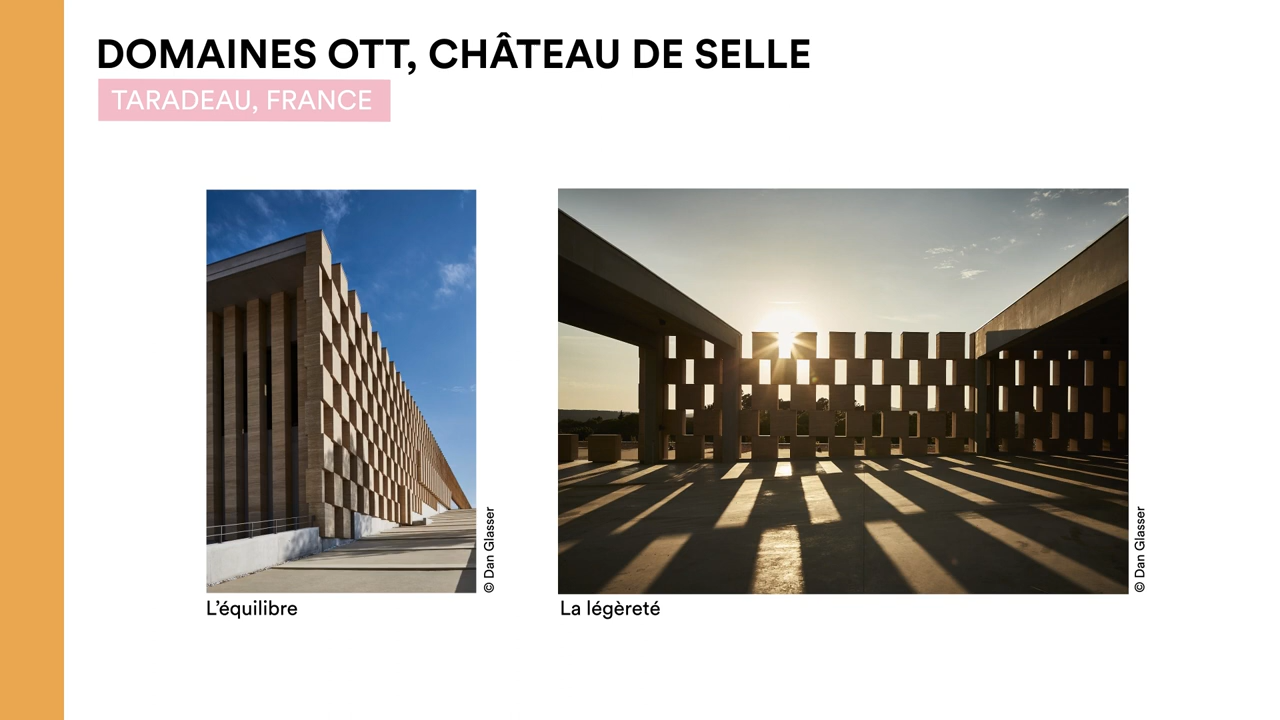 DOMAINES OTT, CHÂTEAU DE SELLE
TARADEAU, FRANCE
© Dan Glasser
L’équilibre
© Dan Glasser
La légèreté